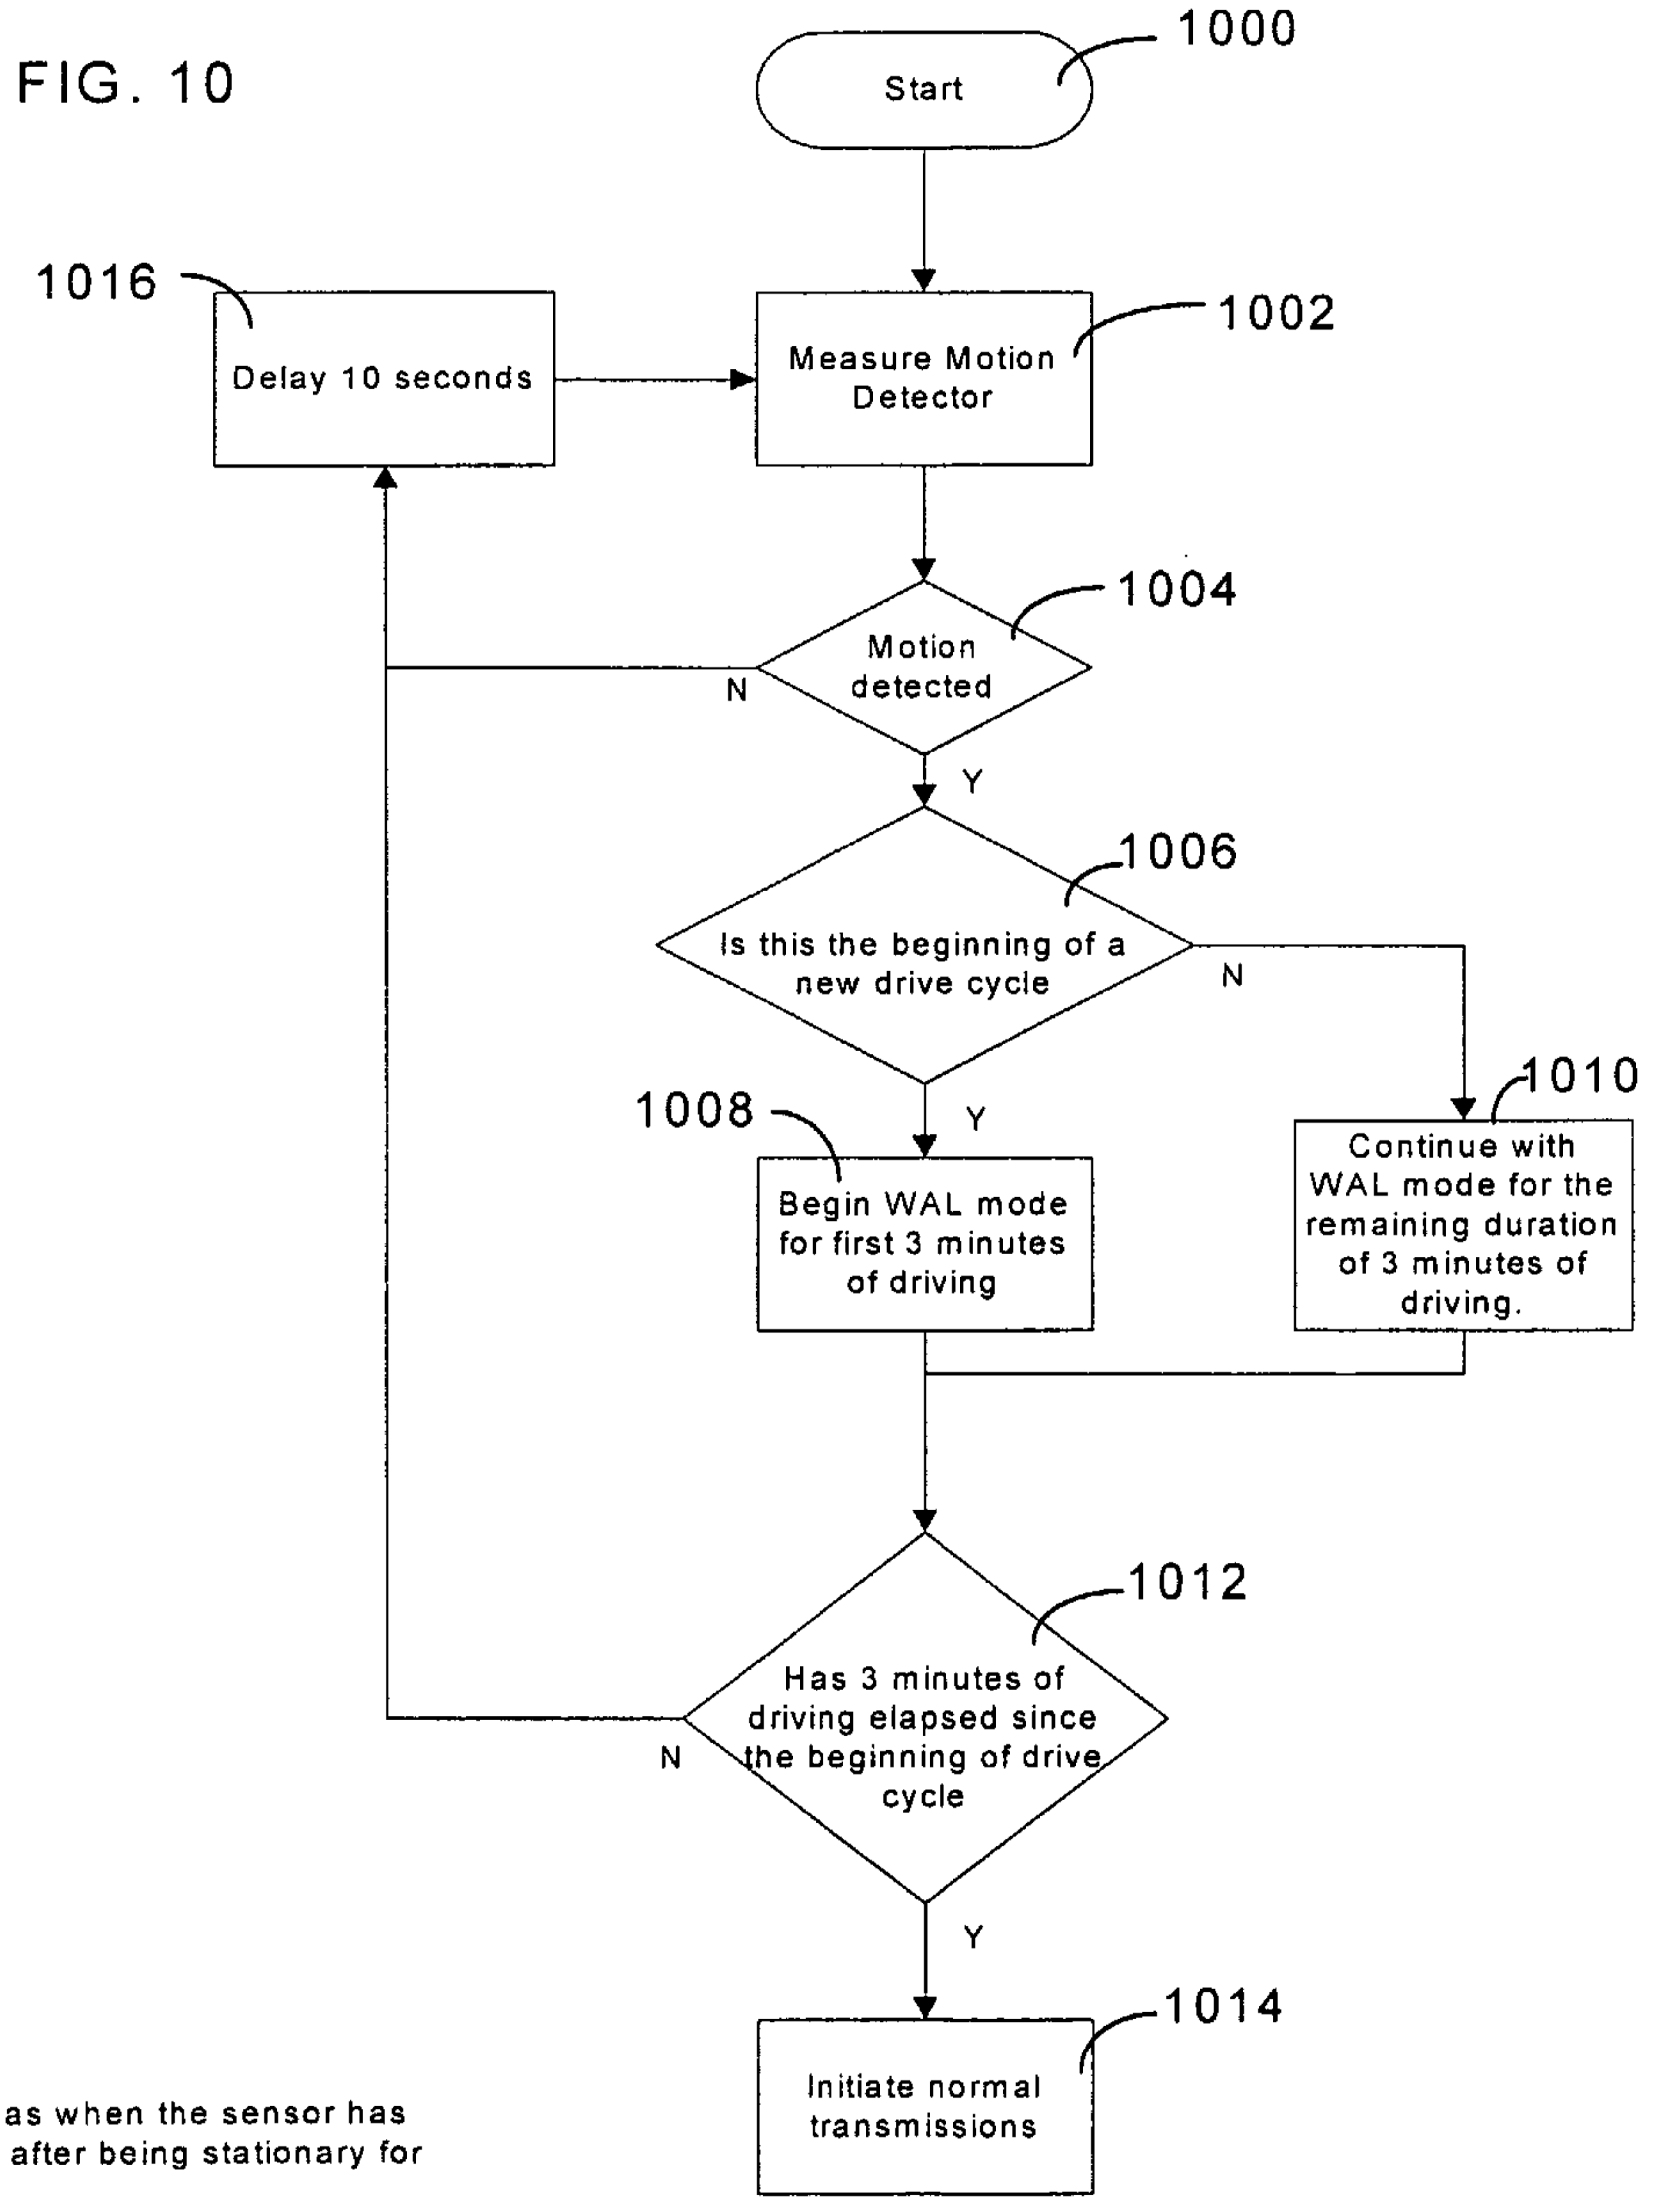 FIG. 10
1000
Start
1016
1002
Delay 10 seconds
Measure Motion
Detector
1004
Motion
detected
N
Y
1006
Is this the beginning of a
new drive cycle
N
1010
1008
Y
Continue with
WAL mode for the
remaining duration
of 3 minutes of
driving.
Begin WAL mode
for first 3 minutes
of driving
1012
Has 3 minutes of
driving elapsed since
the beginning of drive
cycle
N
Y
1014
Initiate normal
transmissions
as when the sensor has
after being stationary for